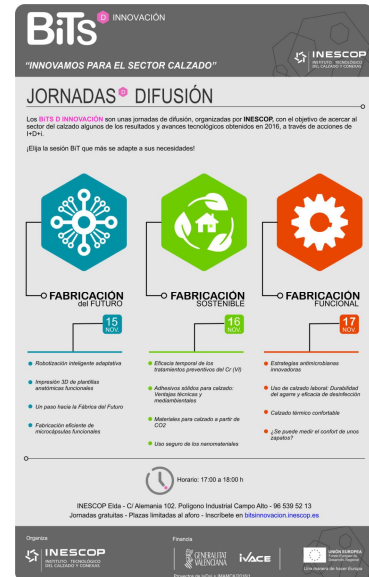 BiTS D INNOVACIÓN
"INNOVAMOS PARA EL SECTOR CALZADO"
INESCOP
INSTITUTO TECNOLÓGICO
DEL CALZADO Y CONEXAS
JORNADAS D DIFUSIÓN
Los BITS D INNOVACIÓN son unas jornadas de difusión, organizadas por INESCOP, con el objetivo de acercar al
sector del calzado algunos de los resultados y avances tecnológicos obtenidos en 2016, a través de acciones de
I+D+i.
¡Elija la sesión BiT que más se adapte a sus necesidades!
FABRICACIÓN
del FUTURO
15
NOV.
Robotización inteligente adaptativa
Impresión 3D de plantillas
anatómicas funcionales
Un paso hacia la Fábrica del Futuro
Fabricación eficiente de
microcápsulas funcionales
FABRICACIÓN
SOSTENIBLE
16
NOV.
Eficacia temporal de los
tratamientos preventivos del Cr (VI)
Adhesivos sólidos para calzado:
Ventajas técnicas y
mediambientales
Materiales para calzado a partir de
CO2
Uso seguro de los nanomateriales
FABRICACIÓN
FUNCIONAL
17
NOV.
Estrategias antimicrobianas
innovadoras
Uso de calzado laboral: Durabilidad
del agarre y eficacia de desinfección
Calzado térmico confortable
¿Se puede medir el confort de unos
zapatos?
Horario: 17:00 a 18:00 h
INESCOP Elda - C/ Alemania 102. Polígono Industrial Campo Alto - 96 539 52 13
Jornadas gratuitas - Plazas limitadas al aforo - Inscríbete en bitsinnovacion.inescop.es
Organiza
Financia
INESCOP
INSTITUTO TECNOLÓGICO
DEL CALZADO Y CONEXAS
GENERALITAT
VALENCIANA
IVACE
UNIÓN EUROPEA
Fondo Europeo de
Desarrollo Regional
Una manera de hacer Europa